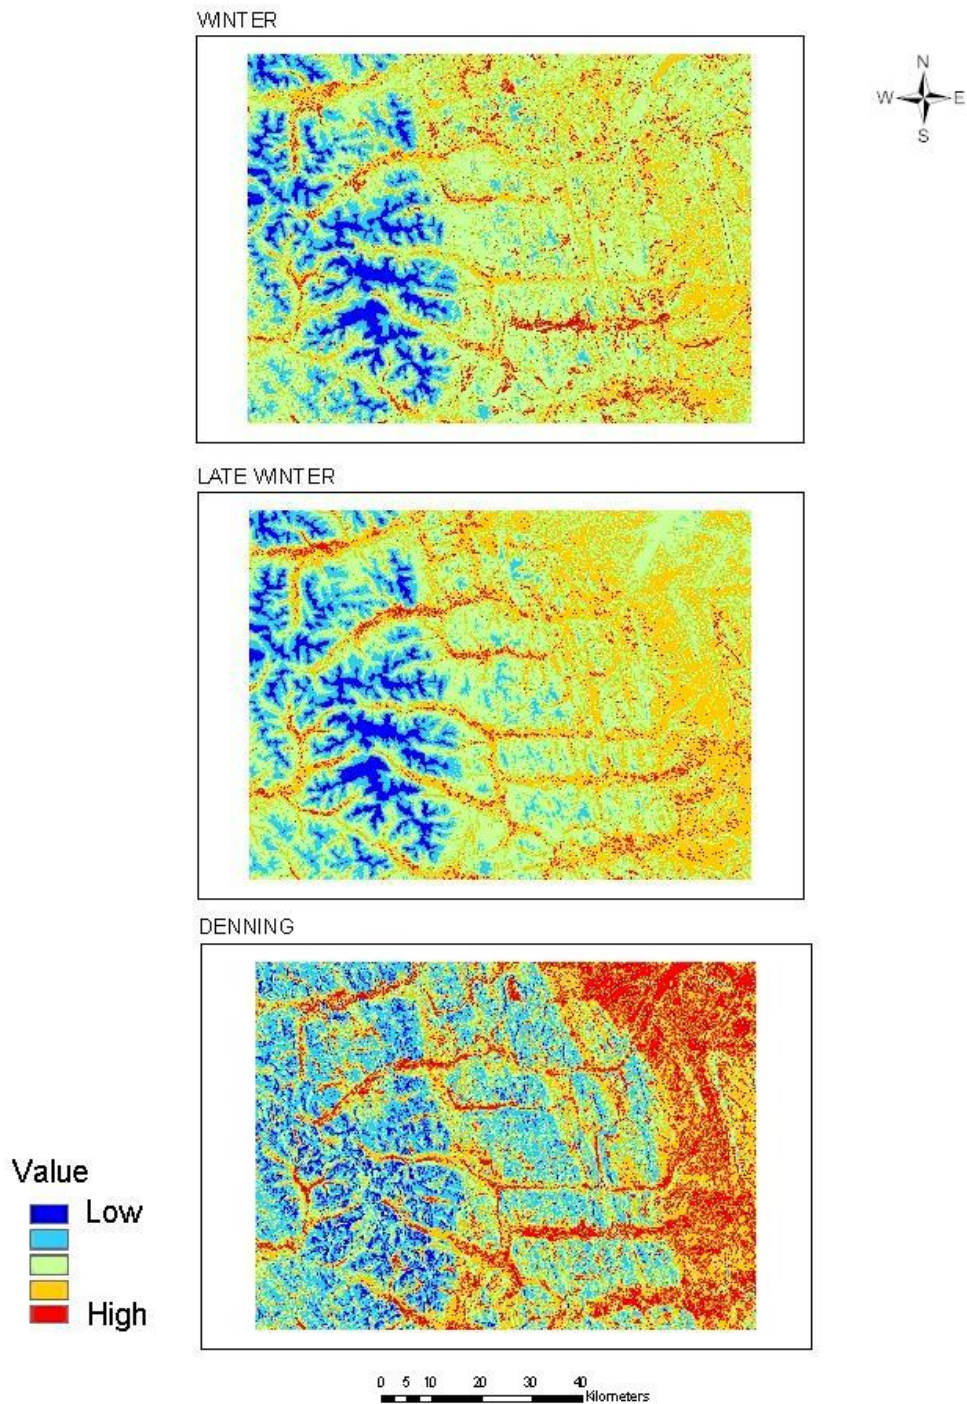 WINTER
N
W E
S
LATE WINTER
DENNING
Value
Low
High
0 5 10 20 30 40
Kilometers